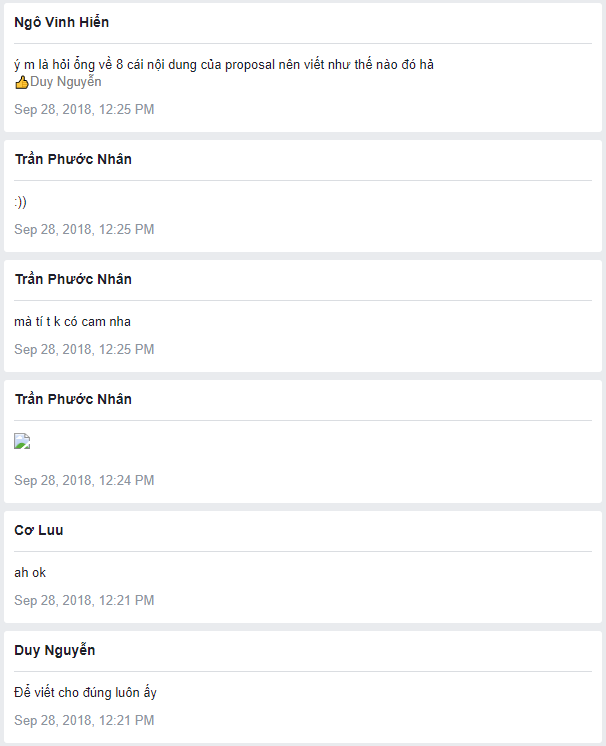 Ngô Vinh Hiển
ý m là hỏi ổng về 8 cái nội dung của proposal nên viết như thế nào đó hả
👍Duy Nguyễn
Sep 28, 2018, 12:25 PM
Trần Phước Nhân
:))
Sep 28, 2018, 12:25 PM
Trần Phước Nhân
mà tí t k có cam nha
Sep 28, 2018, 12:25 PM
Trần Phước Nhân
Sep 28, 2018, 12:24 PM
Cơ Luu
ah ok
Sep 28, 2018, 12:21 PM
Duy Nguyễn
Để viết cho đúng luôn ấy
Sep 28, 2018, 12:21 PM